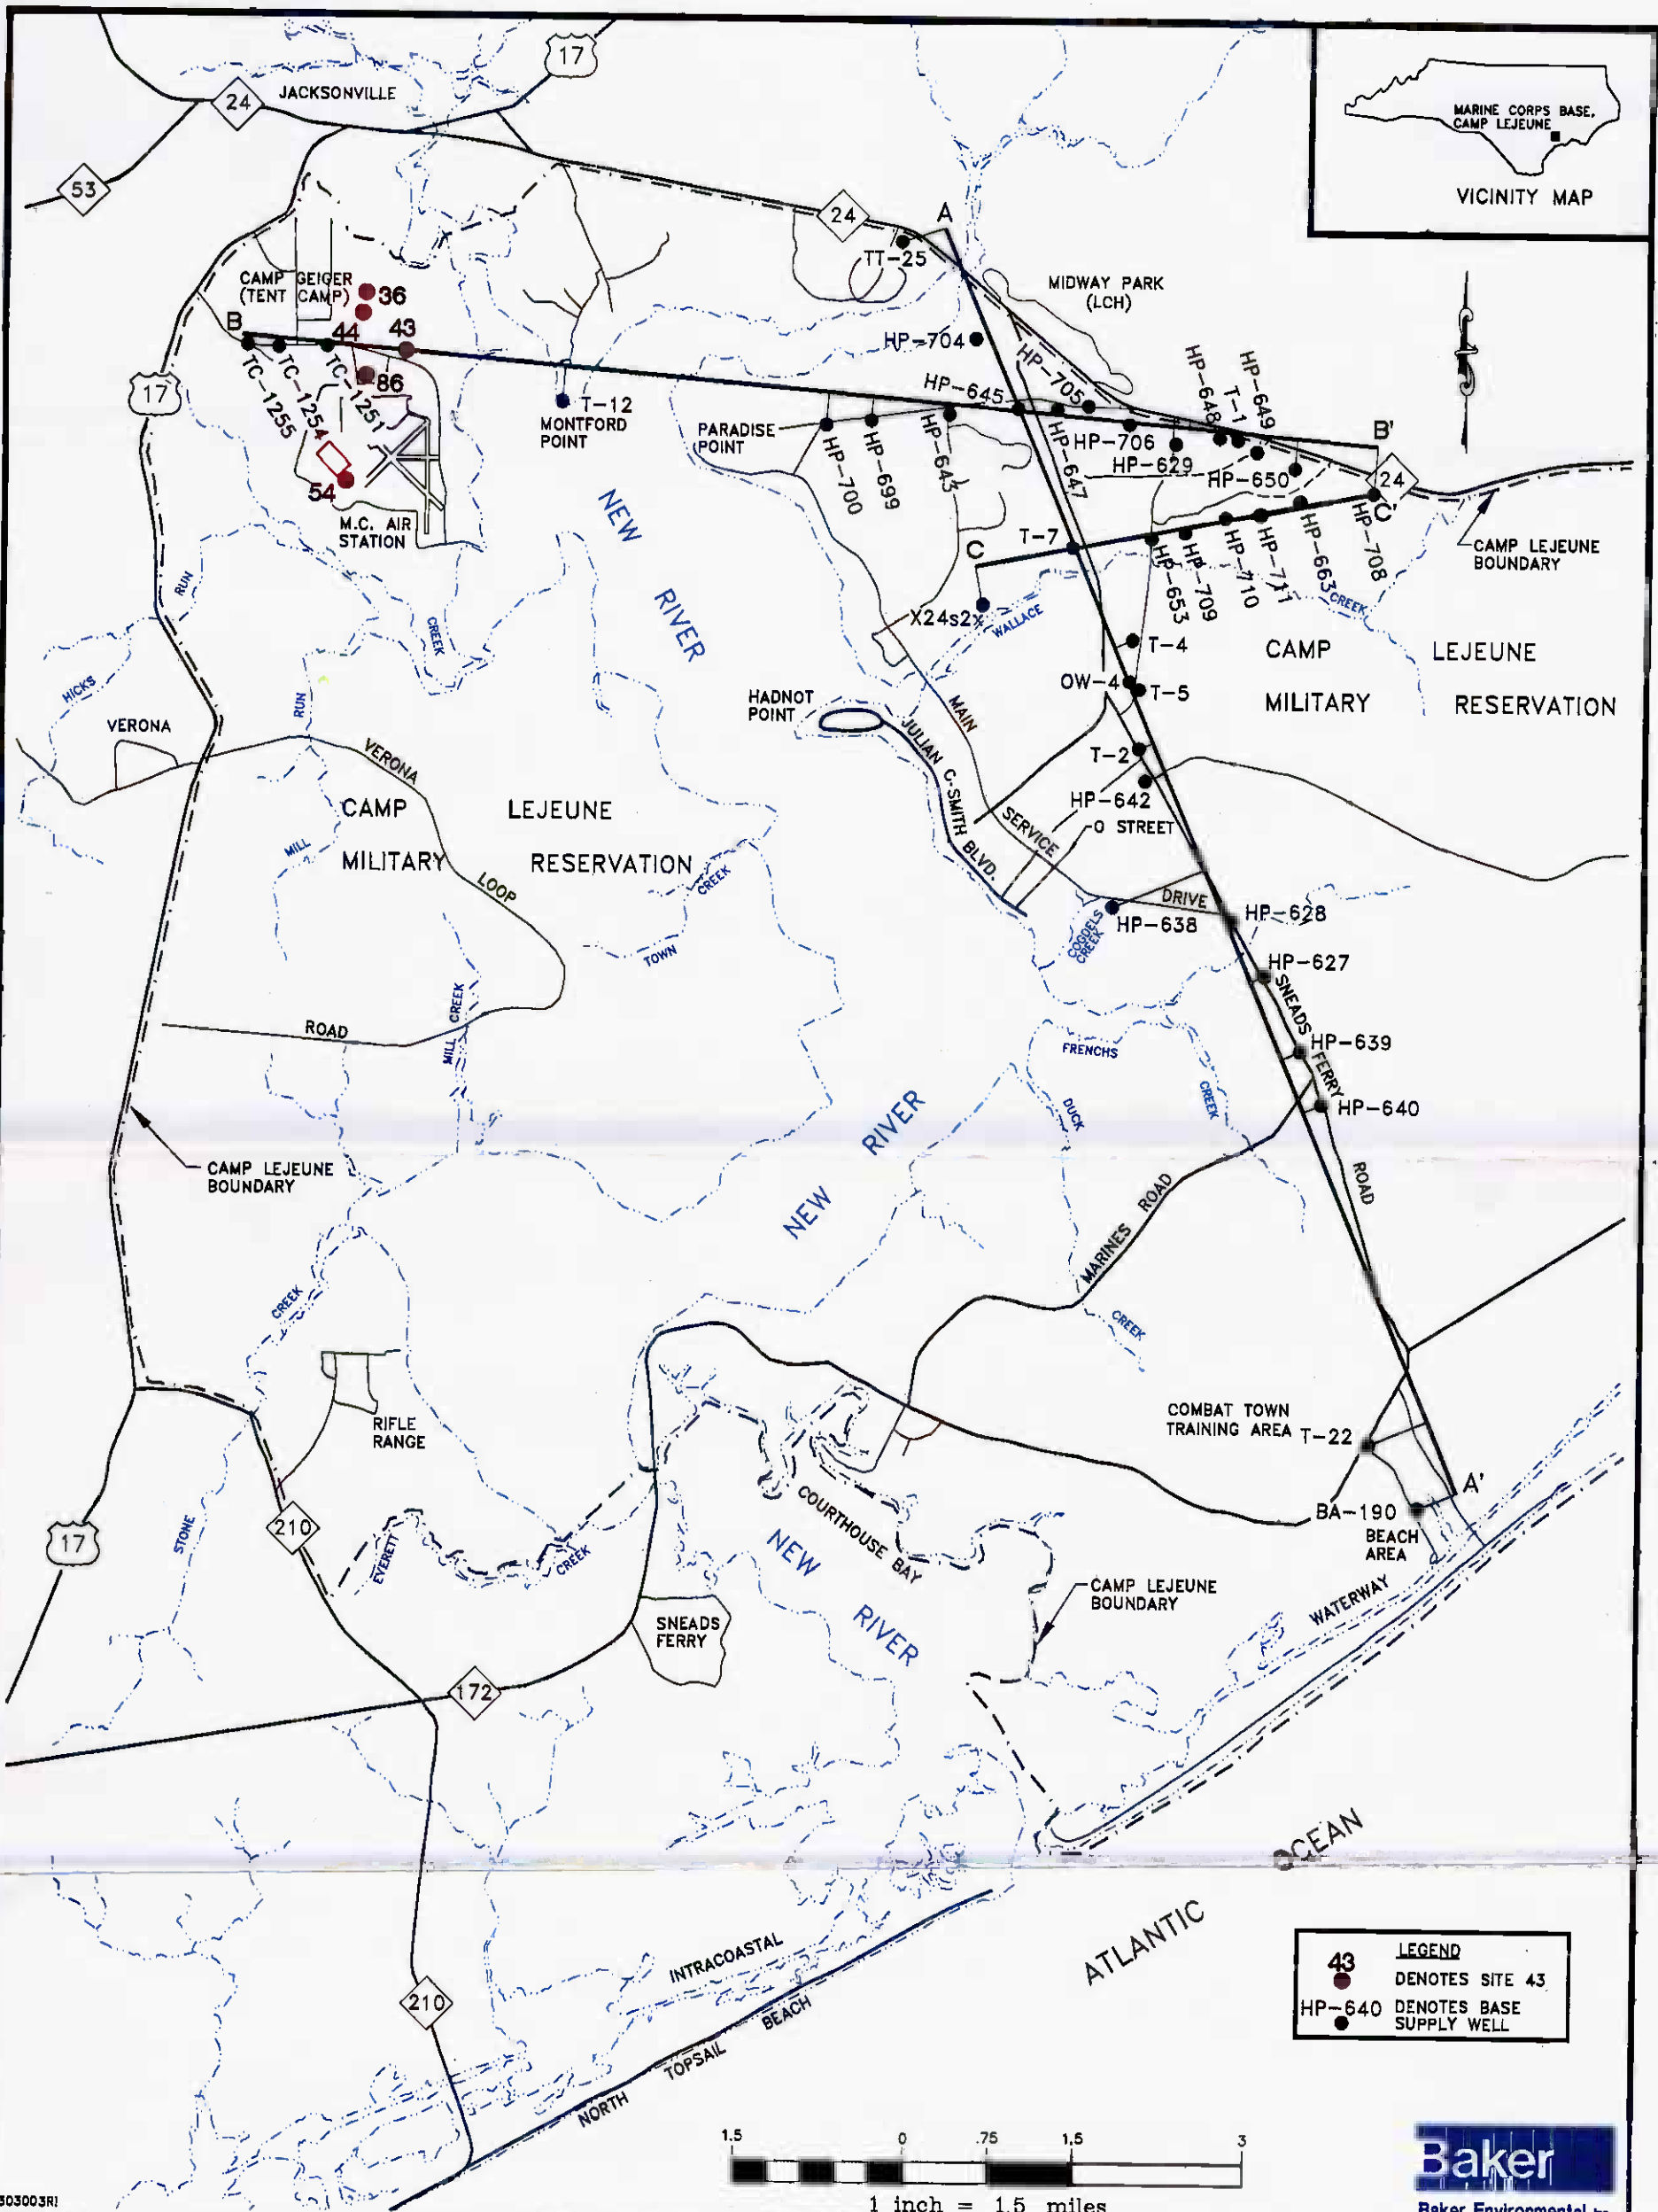 17
24
JACKSONVILLE
53
MARINE CORPS BASE,
CAMP LEJEUNE
VICINITY MAP
24
A
TT-25
MIDWAY PARK
(LCH)
CAMP GEIGER
(TENT CAMP)
36
B
44
43
86
TC-1255
TC-1254
TC-1251
17
T-12
MONTFORD
POINT
54
M.C. AIR
STATION
HP-704
HP-645
HP-705
HP-648
T-1
HP-649
PARADISE
POINT
HP-700
HP-699
HP-643
HP-647
HP-706
HP-629
HP-650
B'
24
C'
NEW
RIVER
T-7
C
HP-653
HP-709
HP-710
HP-711
HP-663
HP-708
CAMP LEJEUNE
BOUNDARY
X24s2x
WALLACE
CREEK
RUN
CREEK
HICKS
RUN
T-4
OW-4
T-5
CAMP LEJEUNE
MILITARY RESERVATION
HADNOT
POINT
VERONA
VERONA
LOOP
ROAD
JULIAN C. SMITH BLVD.
MAIN
SERVICE
DRIVE
T-2
HP-642
O STREET
CAMP LEJEUNE
MILITARY RESERVATION
MILL
CREEK
TOWN
MILL CREEK
HP-638
COGDELS
CREEK
HP-628
HP-627
SNEADS FERRY
ROAD
HP-639
HP-640
FRENCHS
CREEK
DUCK
CREEK
NEW RIVER
CAMP LEJEUNE
BOUNDARY
MARINES ROAD
CREEK
RIFLE
RANGE
COMBAT TOWN
TRAINING AREA
T-22
A'
BA-190
BEACH
AREA
COURTHOUSE BAY
17
210
STONE
EVERETT
CREEK
NEW
RIVER
CAMP LEJEUNE
BOUNDARY
WATERWAY
SNEADS
FERRY
172
ATLANTIC OCEAN
INTRACOASTAL
210
NORTH TOPSAIL BEACH
LEGEND
43
DENOTES SITE 43
HP-640 DENOTES BASE
SUPPLY WELL
1.5 0 .75 1.5 3
1 inch = 1.5 miles
Baker
Baker Environmental